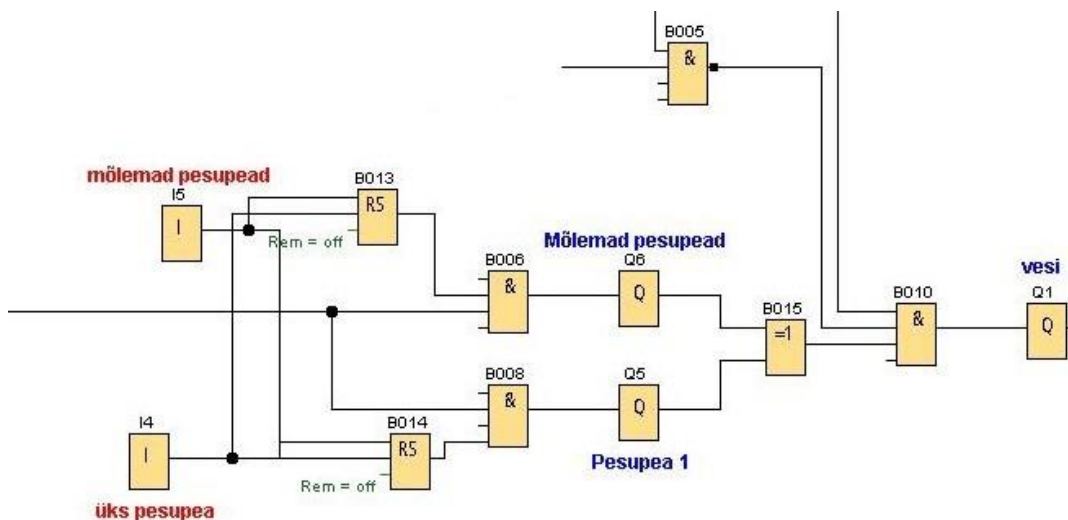 B005
&
mõlemad pesupead
I5
I
B013
RS
Rem = off
B006
&
Mõlemad pesupead
Q6
Q
B015
=1
B010
&
vesi
Q1
Q
B008
&
Q5
Q
Pesupea 1
I4
I
B014
RS
Rem = off
üks pesupea